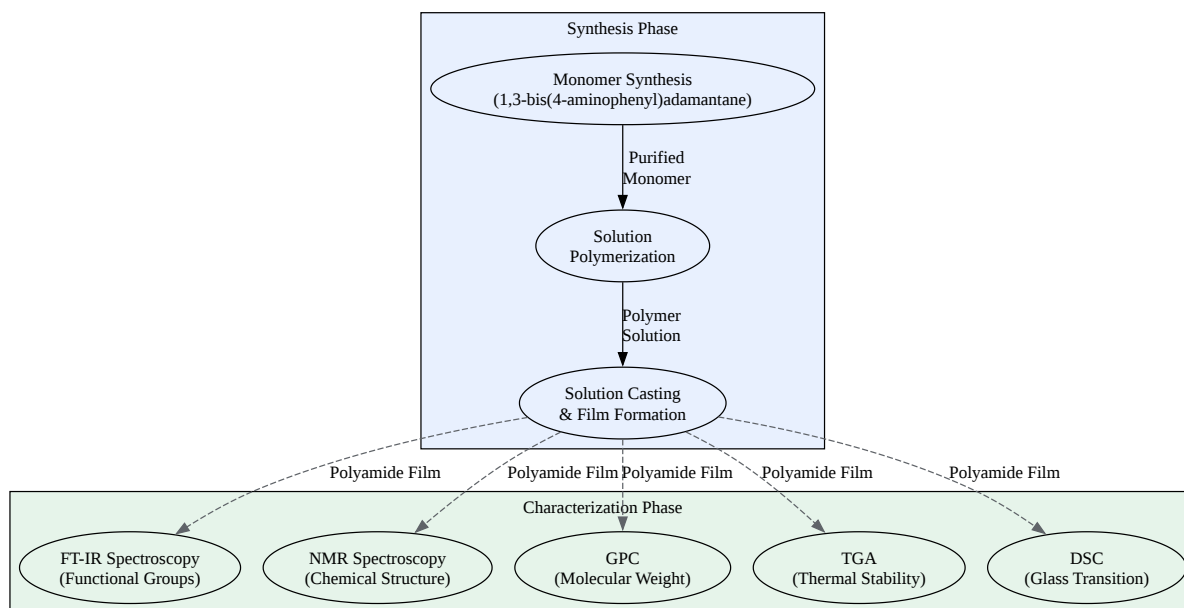 Synthesis Phase
Monomer Synthesis
(1,3-bis(4-aminophenyl)adamantane)
Purified
Monomer
Solution
Polymerization
Polymer
Solution
Solution Casting
& Film Formation
Polyamide Film
Polyamide Film
Polyamide Film
Polyamide Film
Polyamide Film
Characterization Phase
FT-IR Spectroscopy
(Functional Groups)
NMR Spectroscopy
(Chemical Structure)
GPC
(Molecular Weight)
TGA
(Thermal Stability)
DSC
(Glass Transition)